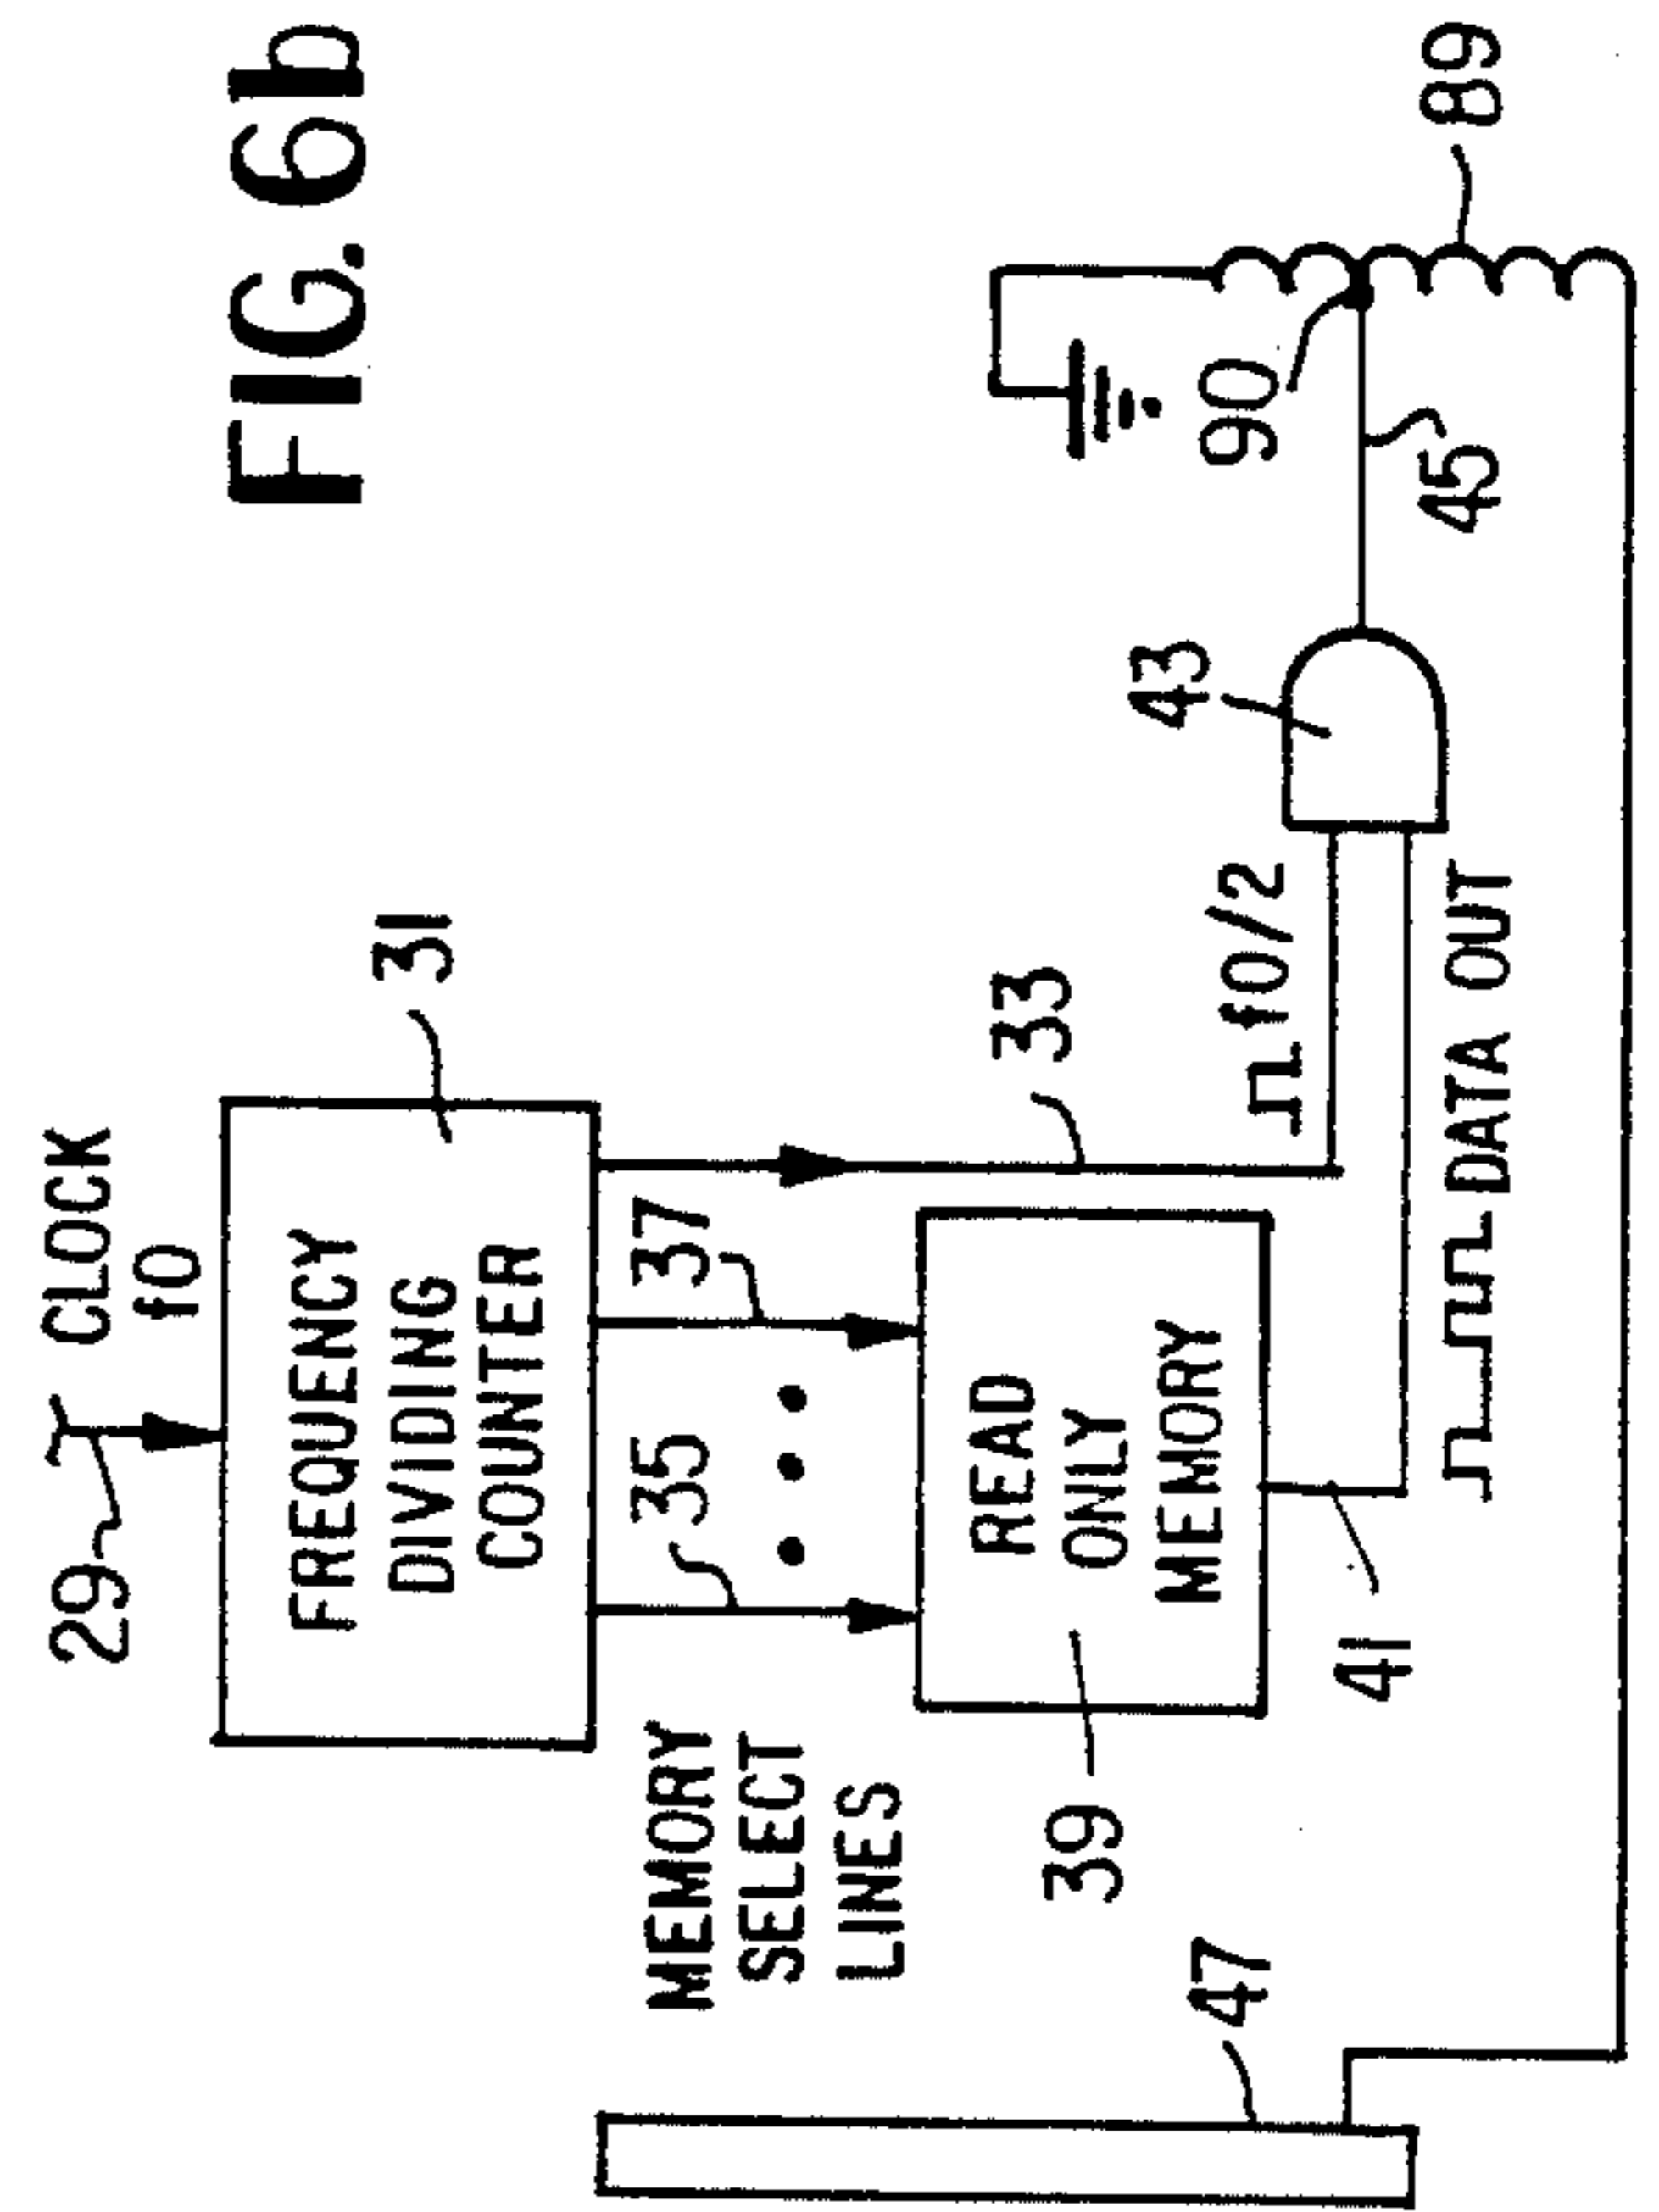 FIG. 6b
CLOCK
f0
29
FREQUENCY
DIVIDING
COUNTER
31
MEMORY
SELECT
LINES
35
37
33
READ
ONLY
MEMORY
39
41
f0/2
DATA OUT
43
45
90
89
47